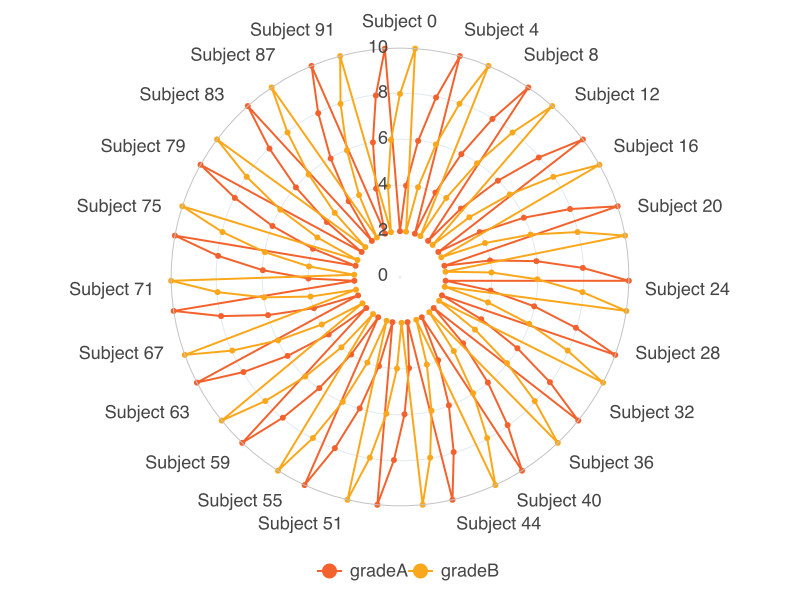 Subject 0
Subject 91
Subject 4
Subject 87
Subject 8
Subject 83
Subject 12
Subject 79
Subject 16
Subject 75
Subject 20
Subject 71
Subject 24
Subject 67
Subject 28
Subject 63
Subject 32
Subject 59
Subject 36
Subject 55
Subject 40
Subject 51
Subject 44
10
8
6
4
2
0
gradeA gradeB